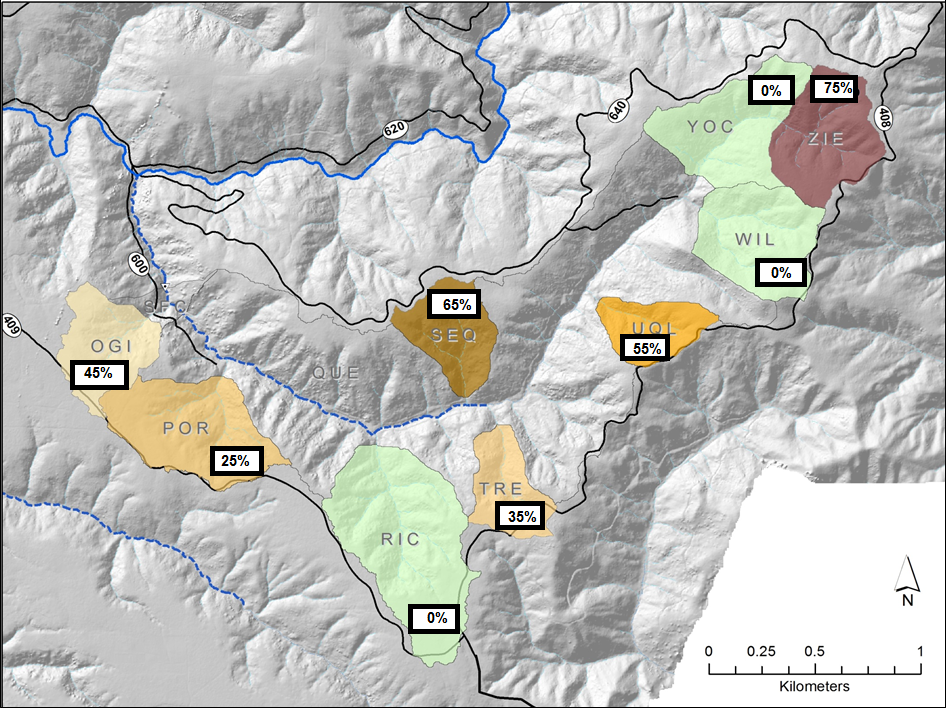 620
640
408
0%
75%
YOC
ZIE
WIL
0%
600
409
SEQ
65%
UQL
55%
OGI
45%
QUE
POR
25%
TRE
35%
RIC
0%
N
0 0.25 0.5 1
Kilometers